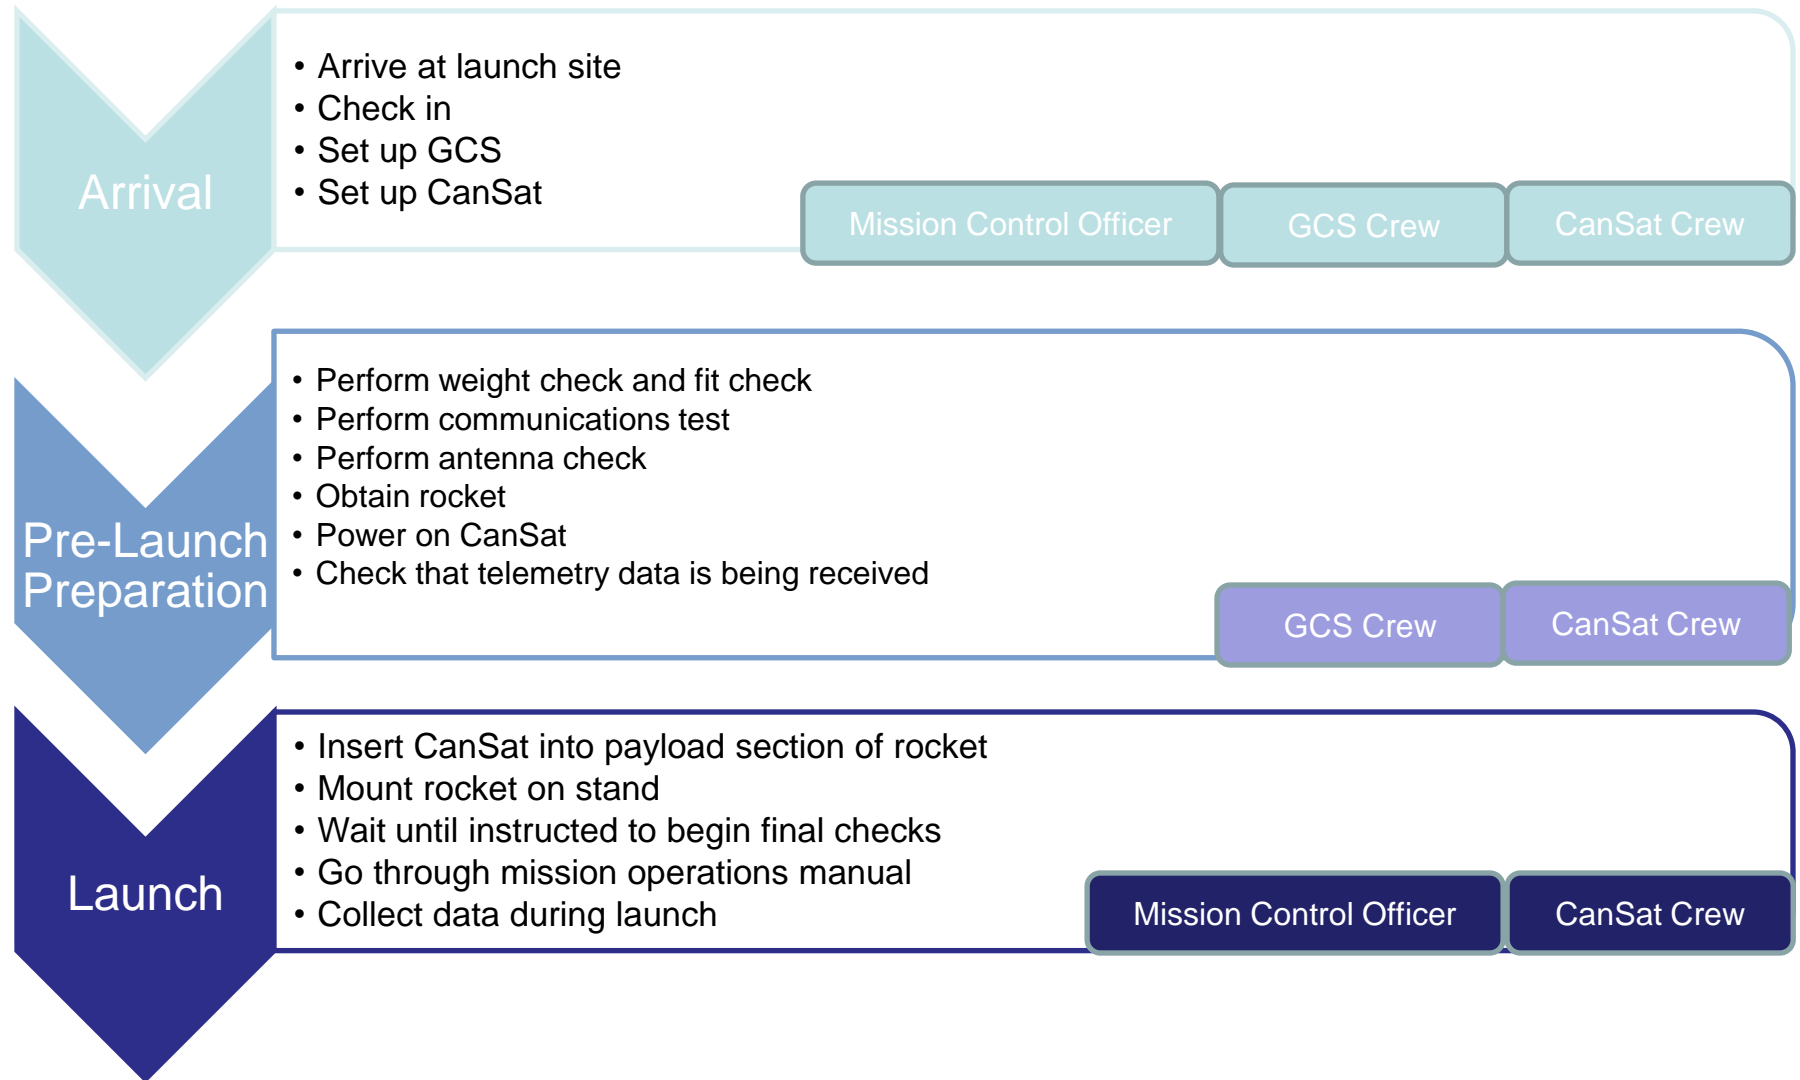 Arrival
• Arrive at launch site
• Check in
• Set up GCS
• Set up CanSat
Mission Control Officer
GCS Crew
CanSat Crew
Pre-Launch
Preparation
• Perform weight check and fit check
• Perform communications test
• Perform antenna check
• Obtain rocket
• Power on CanSat
• Check that telemetry data is being received
GCS Crew
CanSat Crew
Launch
• Insert CanSat into payload section of rocket
• Mount rocket on stand
• Wait until instructed to begin final checks
• Go through mission operations manual
• Collect data during launch
Mission Control Officer
CanSat Crew